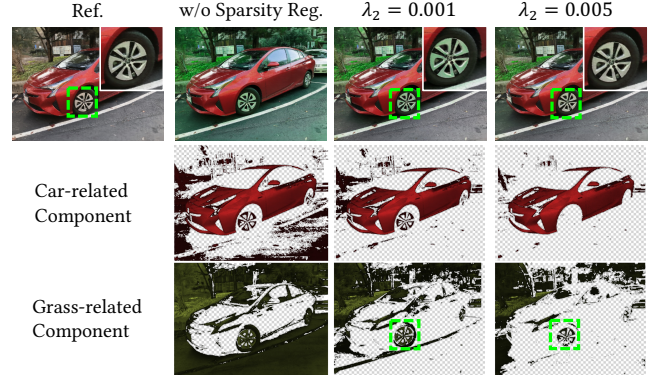 Ref. w/o Sparsity Reg. λ₂ = 0.001 λ₂ = 0.005
Car-related
Component
Grass-related
Component